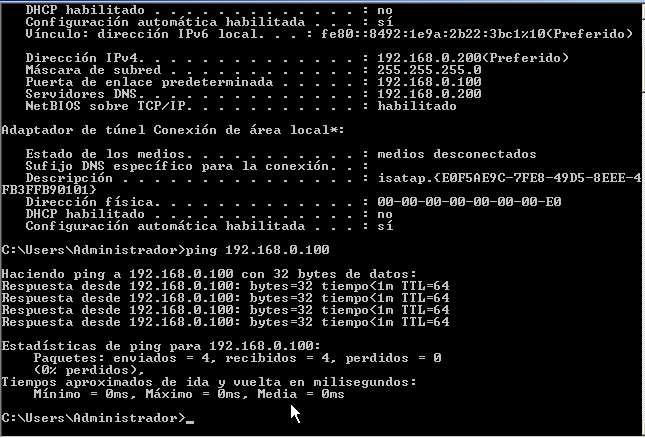 DHCP habilitado . . . . . . . . . . . . . : no
Configuración automática habilitada . . . : sí
Vínculo: dirección IPv6 local. . . : fe80::8492:1e9a:2b22:3bc1%10(Preferido)
Dirección IPv4. . . . . . . . . . . . . . : 192.168.0.200(Preferido)
Máscara de subred . . . . . . . . . . . . : 255.255.255.0
Puerta de enlace predeterminada . . . . . : 192.168.0.100
Servidores DNS. . . . . . . . . . . . . . : 192.168.0.200
NetBIOS sobre TCP/IP. . . . . . . . . . . : habilitado
Adaptador de túnel Conexión de área local*:
Estado de los medios. . . . . . . . . . . : medios desconectados
Sufijo DNS específico para la conexión. . :
Descripción . . . . . . . . . . . . . . . : isatap.{E0F5AE9C-7FE8-49D5-8EEE-4
FB3FFB90101}
Dirección física. . . . . . . . . . . . . : 00-00-00-00-00-00-00-E0
DHCP habilitado . . . . . . . . . . . . . : no
Configuración automática habilitada . . . : sí
C:\Users\Administrador>ping 192.168.0.100
Haciendo ping a 192.168.0.100 con 32 bytes de datos:
Respuesta desde 192.168.0.100: bytes=32 tiempo<1m TTL=64
Respuesta desde 192.168.0.100: bytes=32 tiempo<1m TTL=64
Respuesta desde 192.168.0.100: bytes=32 tiempo<1m TTL=64
Respuesta desde 192.168.0.100: bytes=32 tiempo<1m TTL=64
Estadísticas de ping para 192.168.0.100:
Paquetes: enviados = 4, recibidos = 4, perdidos = 0
(0% perdidos),
Tiempos aproximados de ida y vuelta en milisegundos:
Mínimo = 0ms, Máximo = 0ms, Media = 0ms
C:\Users\Administrador>_